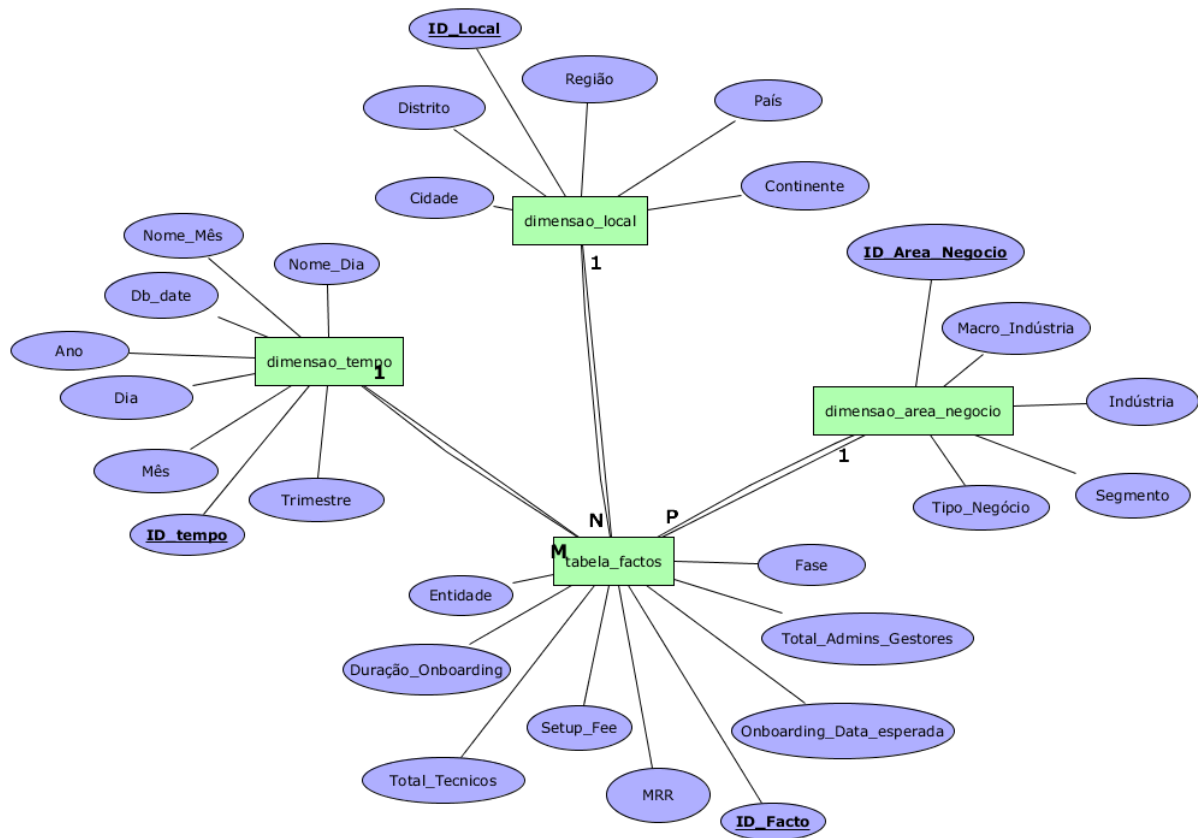 ID_Local
Região
País
Distrito
Continente
Cidade
dimensao_local
1
Nome_Mês
Nome_Dia
Db_date
Ano
dimensao_tempo
1
Dia
Mês
Trimestre
ID_tempo
ID_Area_Negocio
Macro_Indústria
Indústria
dimensao_area_negocio
1
Segmento
Tipo_Negócio
N
P
M
tabela_factos
Fase
Entidade
Total_Admins_Gestores
Duração_Onboarding
Setup_Fee
Onboarding_Data_esperada
Total_Tecnicos
MRR
ID_Facto